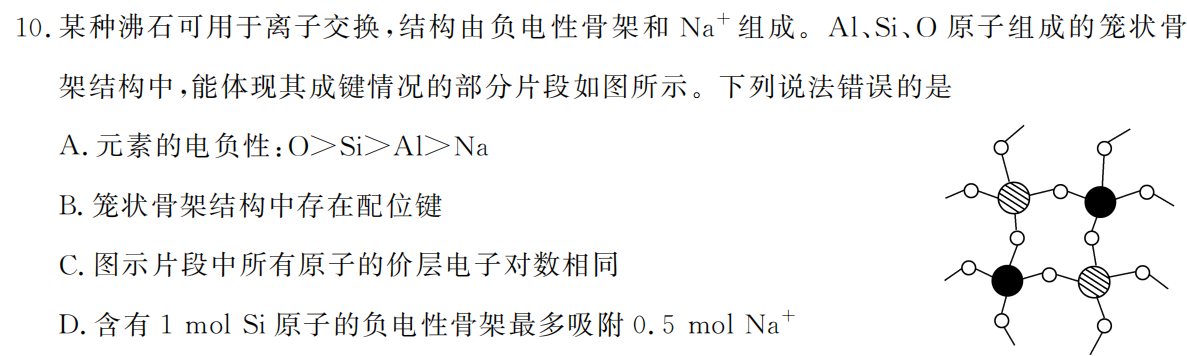 10. 某种沸石可用于离子交换,结构由负电性骨架和 Na⁺ 组成。Al、Si、O 原子组成的笼状骨
架结构中,能体现其成键情况的部分片段如图所示。下列说法错误的是
A. 元素的电负性:O>Si>Al>Na
B. 笼状骨架结构中存在配位键
C. 图示片段中所有原子的价层电子对数相同
D. 含有 1 mol Si 原子的负电性骨架最多吸附 0.5 mol Na⁺